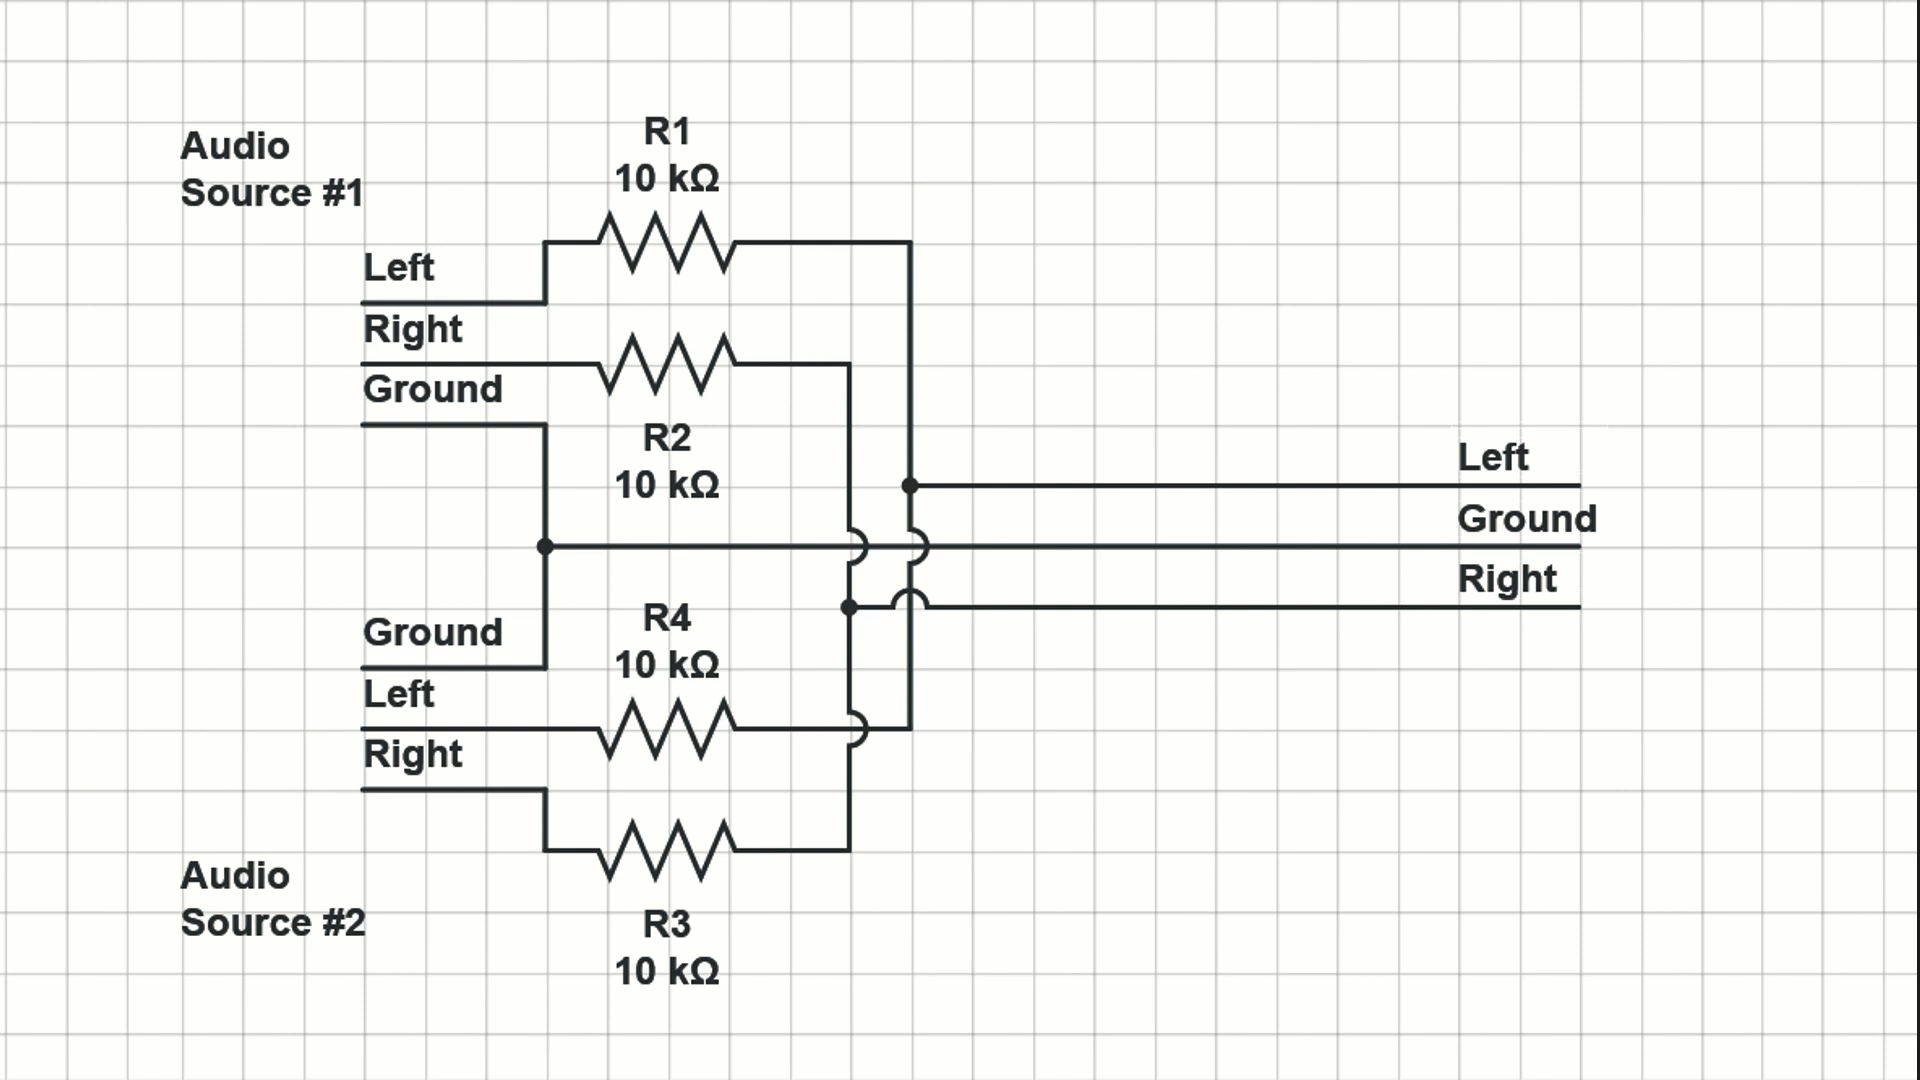 Audio
Source #1
R1
10 kΩ
Left
Right
Ground
R2
10 kΩ
Left
Ground
Right
R4
10 kΩ
Ground
Left
Right
Audio
Source #2
R3
10 kΩ